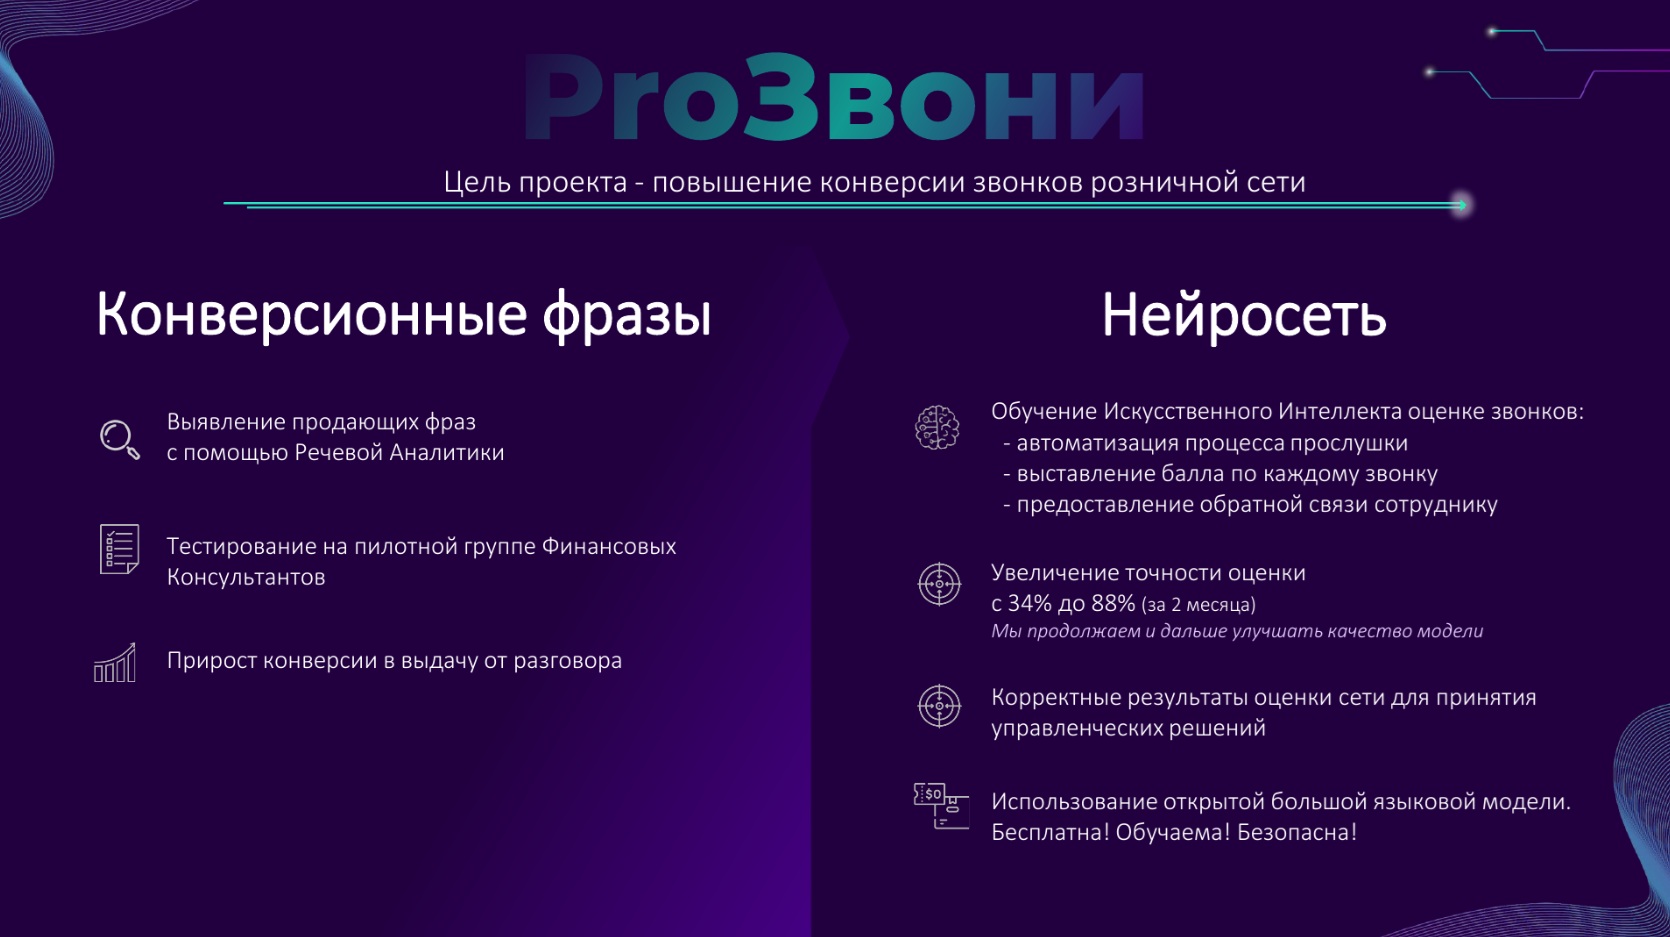 ProЗвони
Цель проекта - повышение конверсии звонков розничной сети
Конверсионные фразы
Выявление продающих фраз
с помощью Речевой Аналитики
Тестирование на пилотной группе Финансовых
Консультантов
Прирост конверсии в выдачу от разговора
Нейросеть
Обучение Искусственного Интеллекта оценке звонков:
- автоматизация процесса прослушки
- выставление балла по каждому звонку
- предоставление обратной связи сотруднику
Увеличение точности оценки
с 34% до 88% (за 2 месяца)
Мы продолжаем и дальше улучшать качество модели
Корректные результаты оценки сети для принятия
управленческих решений
$0
Использование открытой большой языковой модели.
Бесплатна! Обучаема! Безопасна!